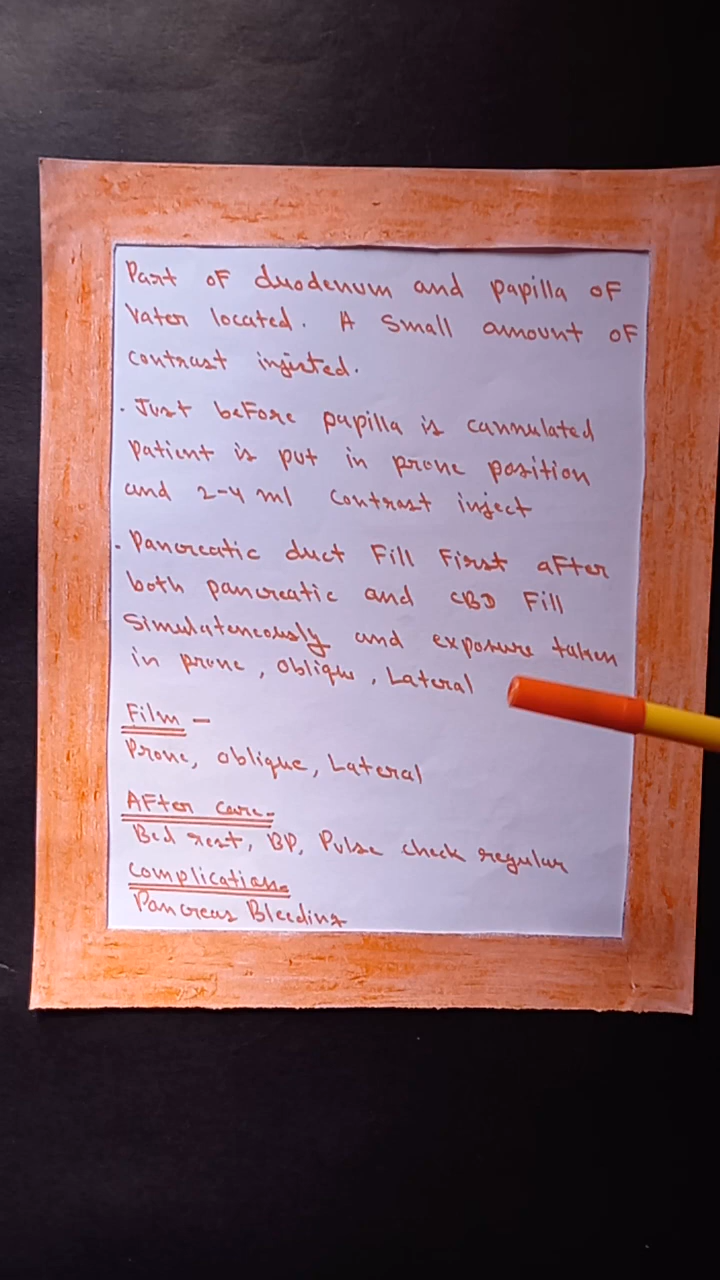 Part of duodenum and papilla of
Vater located. A Small amount of
contrast injested.
. Just before papilla is cannulated
Patient is put in prone position
and 2-4 ml contrast inject
. Pancreatic duct Fill First after
both pancreatic and CBD Fill
Simulateneously and exposure taken
in prone, Oblique, Lateral
Film -
Prone, oblique, Lateral
After care-
Bed rest, BP, Pulse check regular
Complication-
Pancreas Bleeding